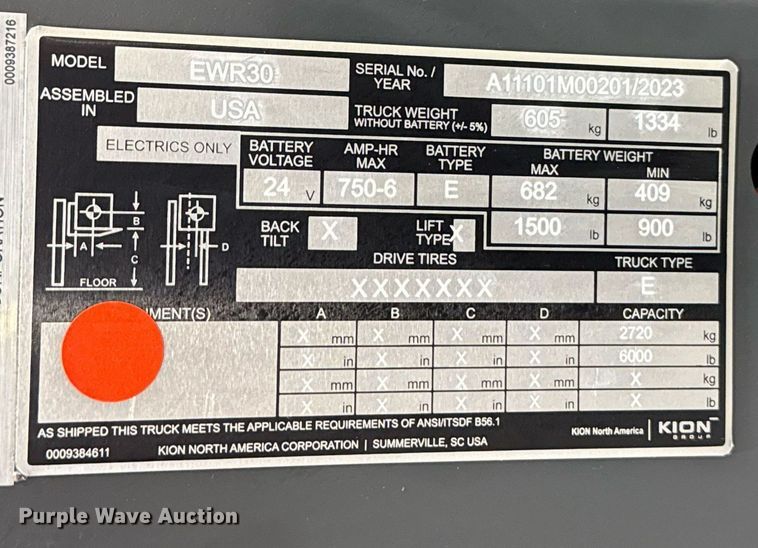 0009387216
MODEL EWR30 SERIAL No. / YEAR A11101M00201/2023
ASSEMBLED IN USA TRUCK WEIGHT WITHOUT BATTERY (+/- 5%) 605 kg 1334 lb
ELECTRICS ONLY BATTERY VOLTAGE AMP-HR MAX BATTERY TYPE BATTERY WEIGHT
MAX MIN
24 V 750-6 E 682 kg 409 kg
BACK TILT X LIFT TYPE X 1500 lb 900 lb
A B C D
FLOOR
DRIVE TIRES TRUCK TYPE
XXXXXXX E
MENT(S) A B C D CAPACITY
X mm X mm X mm X mm 2720 kg
X in X in X in X in 6000 lb
X mm X mm X mm X mm X kg
X in X in X in X in X lb
AS SHIPPED THIS TRUCK MEETS THE APPLICABLE REQUIREMENTS OF ANSI/ITSDF B56.1
0009384611 KION NORTH AMERICA CORPORATION | SUMMERVILLE, SC USA
KION North America | KION GROUP
Purple Wave Auction